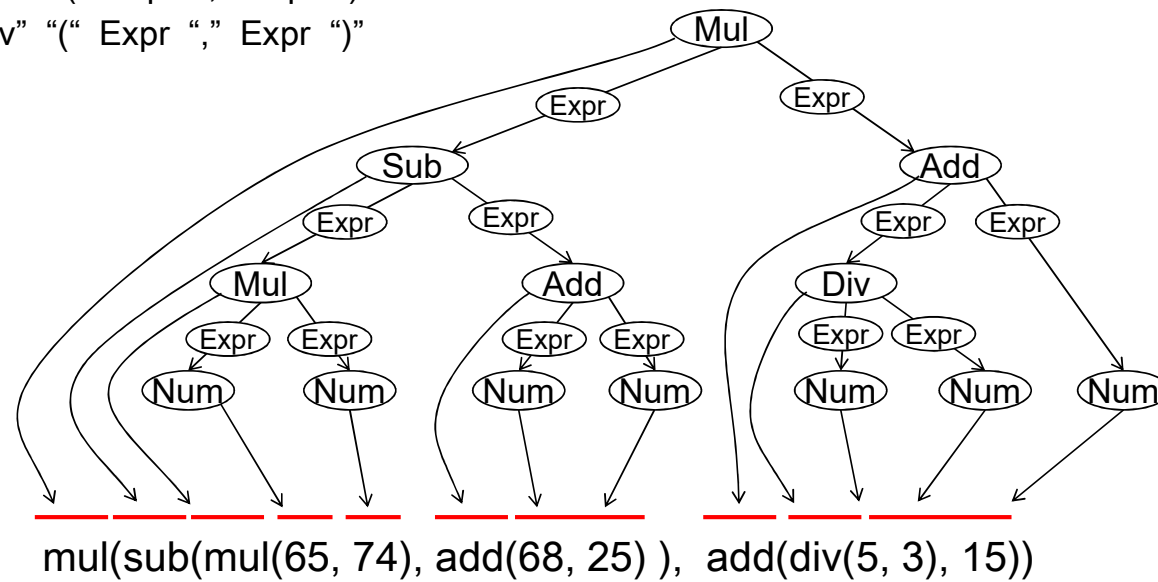 v” “(“ Expr “,” Expr “)”
Mul
Expr
Expr
Sub
Add
Expr
Expr
Expr
Expr
Mul
Add
Div
Expr
Expr
Expr
Expr
Expr
Expr
Num
Num
Num
Num
Num
Num
Num
mul(sub(mul(65, 74), add(68, 25) ), add(div(5, 3), 15))